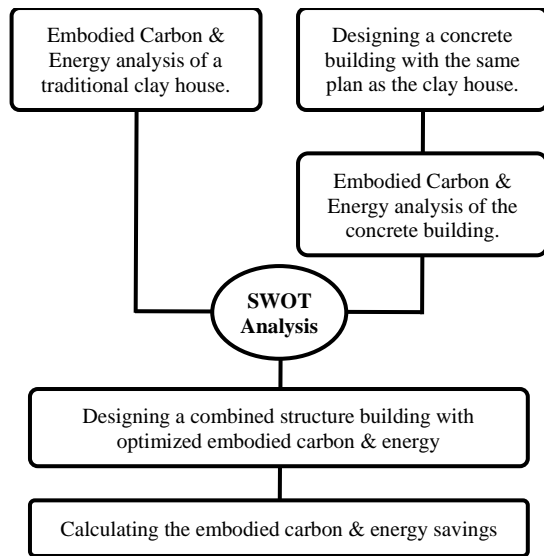 Embodied Carbon &
Energy analysis of a
traditional clay house.
Designing a concrete
building with the same
plan as the clay house.
Embodied Carbon &
Energy analysis of the
concrete building.
SWOT
Analysis
Designing a combined structure building with
optimized embodied carbon & energy
Calculating the embodied carbon & energy savings